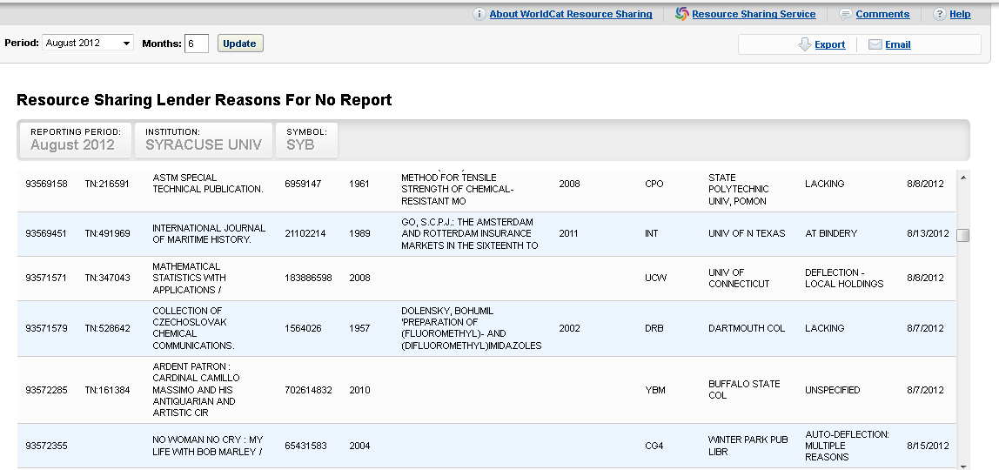 About WorldCat Resource Sharing Resource Sharing Service Comments ? Help
Period: August 2012 Months: 6 Update Export Email
Resource Sharing Lender Reasons For No Report
REPORTING PERIOD: INSTITUTION: SYMBOL:
August 2012 SYRACUSE UNIV SYB
93569158 TN:216591 ASTM SPECIAL TECHNICAL PUBLICATION. 6959147 1961 METHOD FOR TENSILE STRENGTH OF CHEMICAL-RESISTANT MO 2008 CPO STATE POLYTECHNIC UNIV, POMON LACKING 8/8/2012
93569451 TN:491969 INTERNATIONAL JOURNAL OF MARITIME HISTORY. 21102214 1989 GO, S.C.P.J.: THE AMSTERDAM AND ROTTERDAM INSURANCE MARKETS IN THE SIXTEENTH TO 2011 INT UNIV OF N TEXAS AT BINDERY 8/13/2012
93571571 TN:347043 MATHEMATICAL STATISTICS WITH APPLICATIONS / 183886598 2008 UCW UNIV OF CONNECTICUT DEFLECTION - LOCAL HOLDINGS 8/8/2012
93571579 TN:528642 COLLECTION OF CZECHOSLOVAK CHEMICAL COMMUNICATIONS. 1564026 1957 DOLENSKY, BOHUMIL 'PREPARATION OF (FLUOROMETHYL)- AND (DIFLUOROMETHYL)IMIDAZOLES 2002 DRB DARTMOUTH COL LACKING 8/7/2012
93572285 TN:161384 ARDENT PATRON : CARDINAL CAMILLO MASSIMO AND HIS ANTIQUARIAN AND ARTISTIC CIR 702614832 2010 YBM BUFFALO STATE COL UNSPECIFIED 8/7/2012
93572355 NO WOMAN NO CRY : MY LIFE WITH BOB MARLEY / 65431583 2004 CG4 WINTER PARK PUB LIBR AUTO-DEFLECTION: MULTIPLE REASONS 8/15/2012